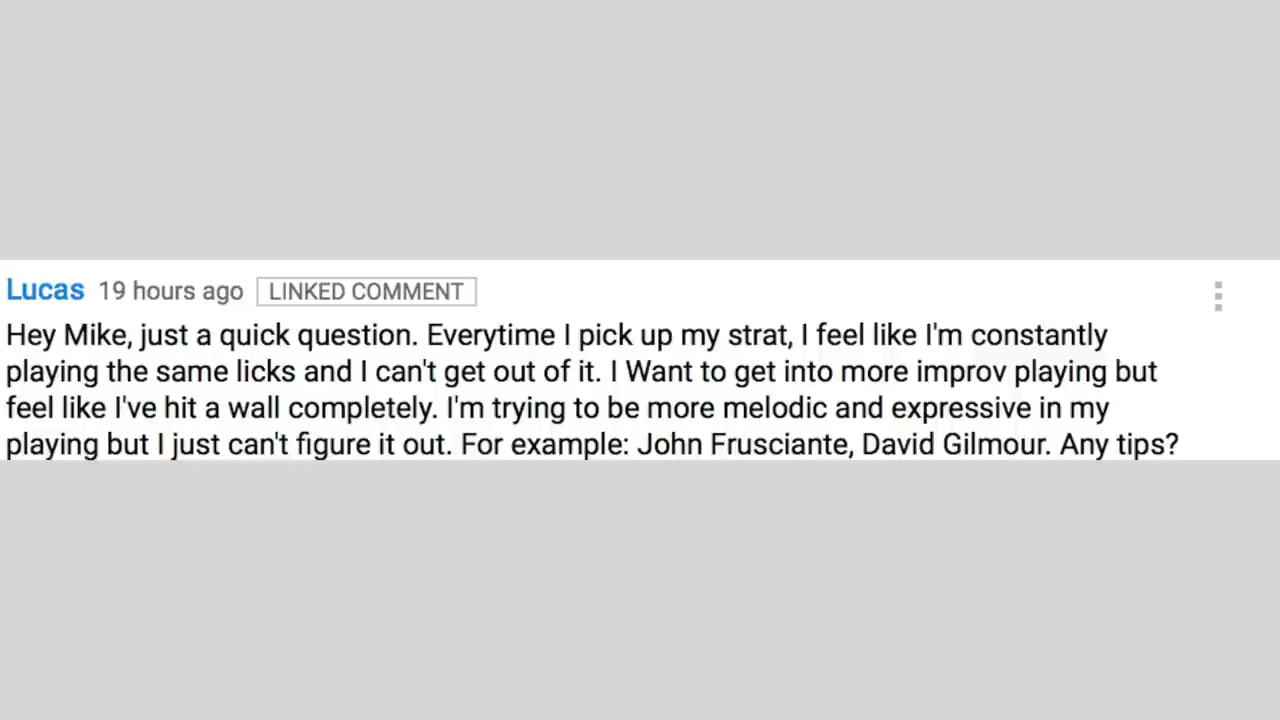 Lucas 19 hours ago LINKED COMMENT
Hey Mike, just a quick question. Everytime I pick up my strat, I feel like I'm constantly
playing the same licks and I can't get out of it. I Want to get into more improv playing but
feel like I've hit a wall completely. I'm trying to be more melodic and expressive in my
playing but I just can't figure it out. For example: John Frusciante, David Gilmour. Any tips?